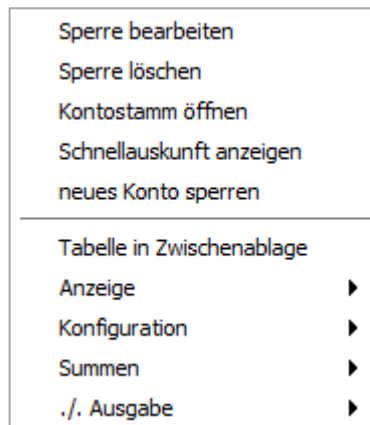 Sperre bearbeiten
Sperre löschen
Kontostamm öffnen
Schnellauskunft anzeigen
neues Konto sperren
Tabelle in Zwischenablage
Anzeige
Konfiguration
Summen
./. Ausgabe